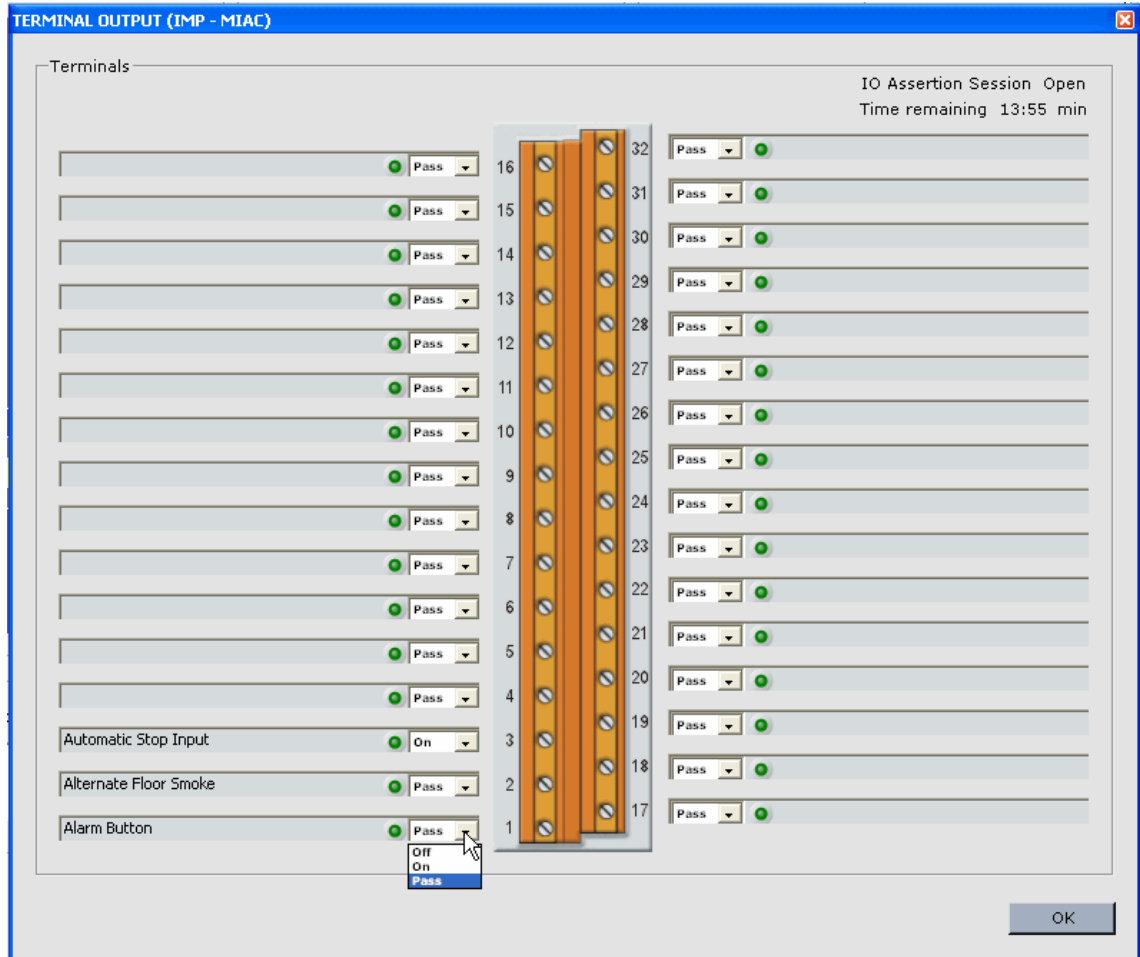 TERMINAL OUTPUT (IMP - MIAC)
Terminals
IO Assertion Session Open
Time remaining 13:55 min
Pass 16
32 Pass
Pass 15
31 Pass
Pass 14
30 Pass
Pass 13
29 Pass
Pass 12
28 Pass
Pass 11
27 Pass
Pass 10
26 Pass
Pass 9
25 Pass
Pass 8
24 Pass
Pass 7
23 Pass
Pass 6
22 Pass
Pass 5
21 Pass
Pass 4
20 Pass
Automatic Stop Input On 3
19 Pass
Alternate Floor Smoke Pass 2
18 Pass
Alarm Button Pass 1
17 Pass
Off
On
Pass
OK